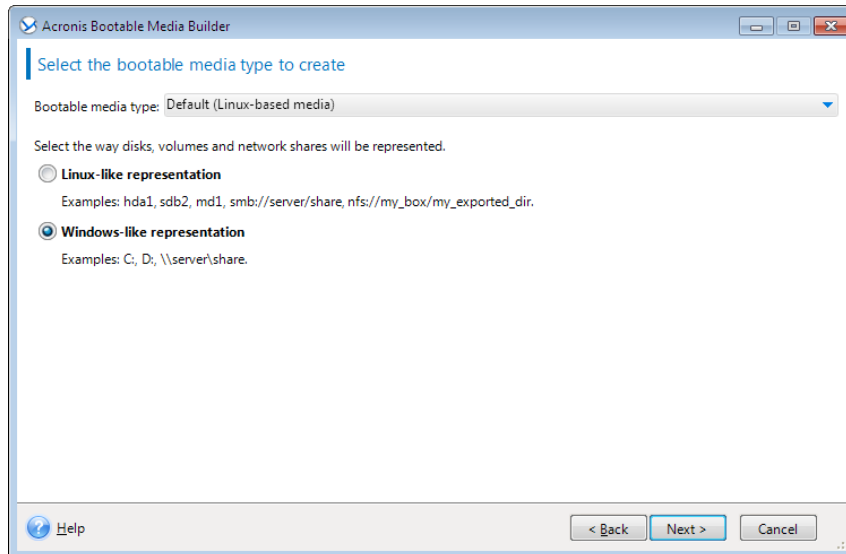 Acronis Bootable Media Builder
Select the bootable media type to create
Bootable media type: Default (Linux-based media)
Select the way disks, volumes and network shares will be represented.
Linux-like representation
Examples: hda1, sdb2, md1, smb://server/share, nfs://my_box/my_exported_dir.
Windows-like representation
Examples: C:, D:, \\server\share.
Help
< Back Next > Cancel